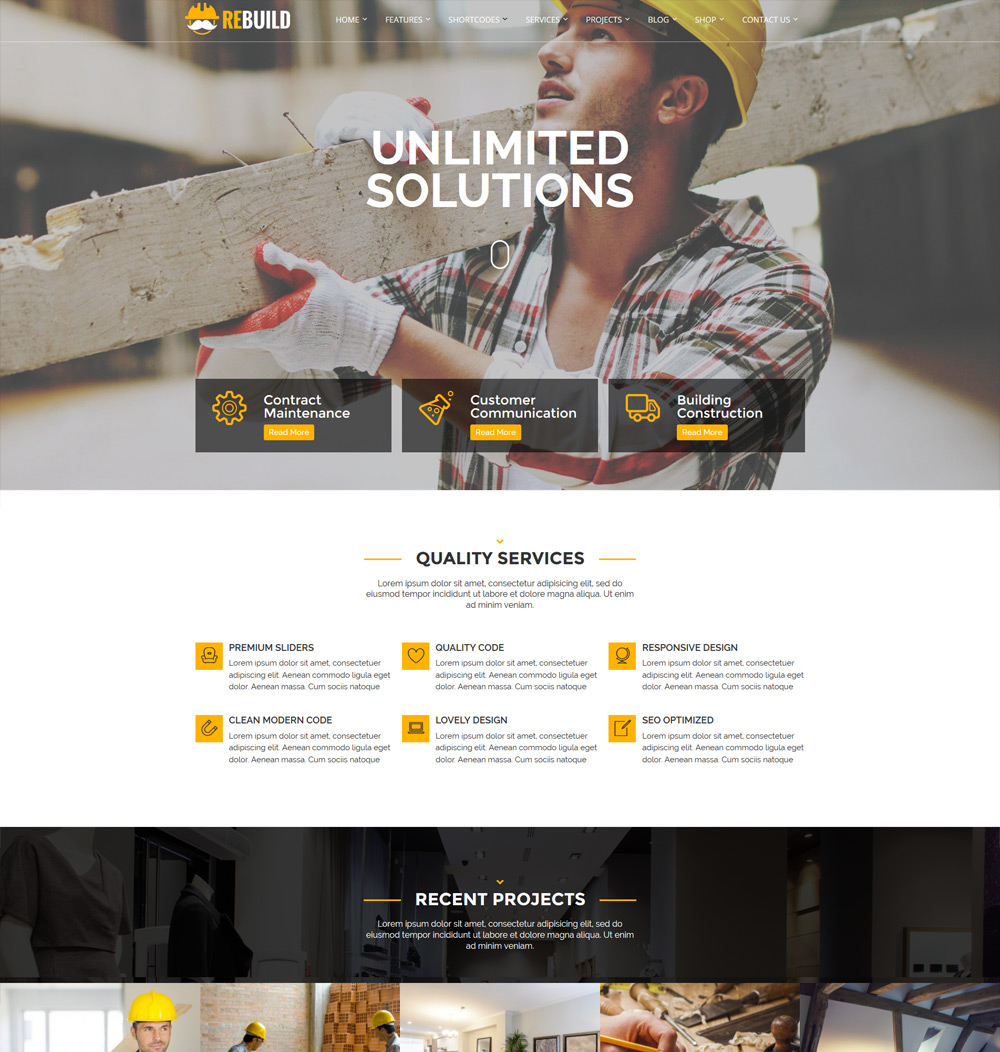 REBUILD
HOME FEATURES SHORTCODES SERVICES PROJECTS BLOG SHOP CONTACT US
UNLIMITED
SOLUTIONS
Contract
Maintenance
Read More
Customer
Communication
Read More
Building
Construction
Read More
QUALITY SERVICES
Lorem ipsum dolor sit amet, consectetur adipisicing elit, sed do
eiusmod tempor incididunt ut labore et dolore magna aliqua. Ut enim
ad minim veniam.
PREMIUM SLIDERS
Lorem ipsum dolor sit amet, consectetuer
adipiscing elit. Aenean commodo ligula eget
dolor. Aenean massa. Cum sociis natoque
QUALITY CODE
Lorem ipsum dolor sit amet, consectetuer
adipiscing elit. Aenean commodo ligula eget
dolor. Aenean massa. Cum sociis natoque
RESPONSIVE DESIGN
Lorem ipsum dolor sit amet, consectetuer
adipiscing elit. Aenean commodo ligula eget
dolor. Aenean massa. Cum sociis natoque
CLEAN MODERN CODE
Lorem ipsum dolor sit amet, consectetuer
adipiscing elit. Aenean commodo ligula eget
dolor. Aenean massa. Cum sociis natoque
LOVELY DESIGN
Lorem ipsum dolor sit amet, consectetuer
adipiscing elit. Aenean commodo ligula eget
dolor. Aenean massa. Cum sociis natoque
SEO OPTIMIZED
Lorem ipsum dolor sit amet, consectetuer
adipiscing elit. Aenean commodo ligula eget
dolor. Aenean massa. Cum sociis natoque
RECENT PROJECTS
Lorem ipsum dolor sit amet, consectetur adipisicing elit, sed do
eiusmod tempor incididunt ut labore et dolore magna aliqua. Ut enim
ad minim veniam.